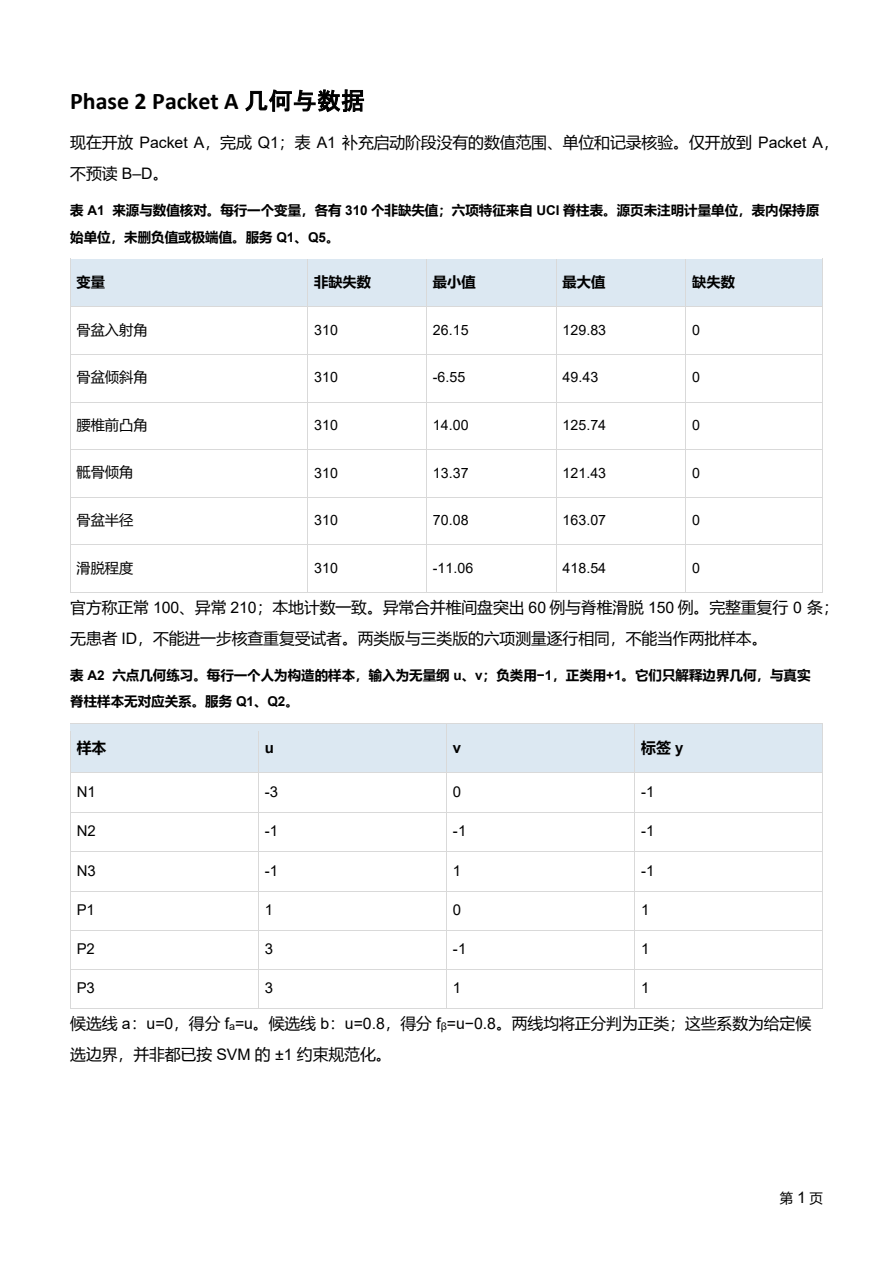 Phase 2 Packet A 几何与数据
现在开放 Packet A，完成 Q1；表 A1 补充启动阶段没有的数值范围、单位和记录核验。仅开放到 Packet A，
不预读 B–D。
表 A1 来源与数值核对。每行一个变量，各有 310 个非缺失值；六项特征来自 UCI 脊柱表。源页未注明计量单位，表内保持原
始单位，未删负值或极端值。服务 Q1、Q5。
变量 非缺失数 最小值 最大值 缺失数
骨盆入射角 310 26.15 129.83 0
骨盆倾斜角 310 -6.55 49.43 0
腰椎前凸角 310 14.00 125.74 0
骶骨倾角 310 13.37 121.43 0
骨盆半径 310 70.08 163.07 0
滑脱程度 310 -11.06 418.54 0
官方称正常 100、异常 210；本地计数一致。异常合并椎间盘突出 60 例与脊椎滑脱 150 例。完整重复行 0 条；
无患者 ID，不能进一步核查重复受试者。两类版与三类版的六项测量逐行相同，不能当作两批样本。
表 A2 六点几何练习。每行一个人为构造的样本，输入为无量纲 u、v；负类用−1，正类用+1。它们只解释边界几何，与真实
脊柱样本无对应关系。服务 Q1、Q2。
样本 u v 标签 y
N1 -3 0 -1
N2 -1 -1 -1
N3 -1 1 -1
P1 1 0 1
P2 3 -1 1
P3 3 1 1
候选线 a：u=0，得分 fₐ=u。候选线 b：u=0.8，得分 fᵦ=u−0.8。两线均将正分判为正类；这些系数为给定候
选边界，并非都已按 SVM 的 ±1 约束规范化。
第 1 页